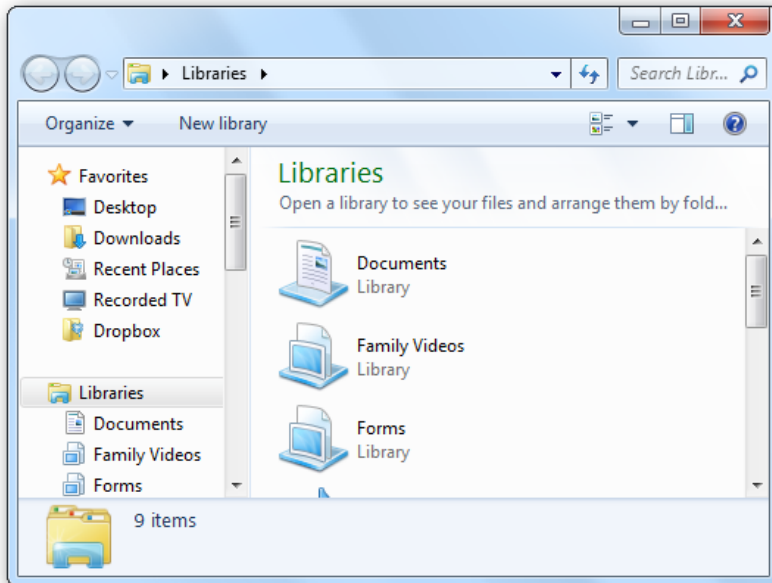 Libraries
Search Libr...
Organize
New library
Favorites
Desktop
Downloads
Recent Places
Recorded TV
Dropbox
Libraries
Documents
Family Videos
Forms
Libraries
Open a library to see your files and arrange them by fold...
Documents
Library
Family Videos
Library
Forms
Library
9 items